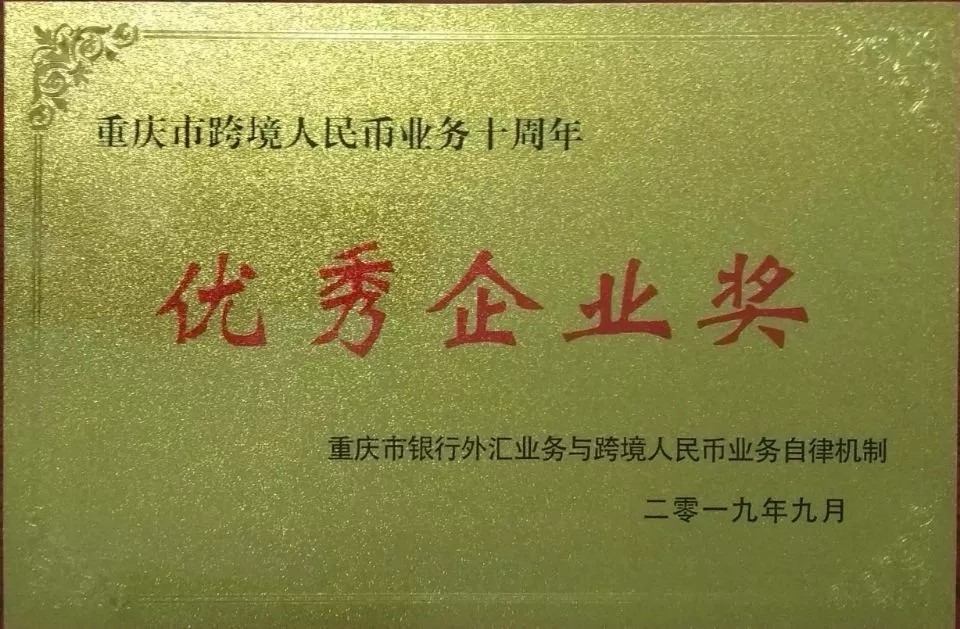 重庆市跨境人民币业务十周年
优秀企业奖
重庆市银行外汇业务与跨境人民币业务自律机制
二零一九年九月